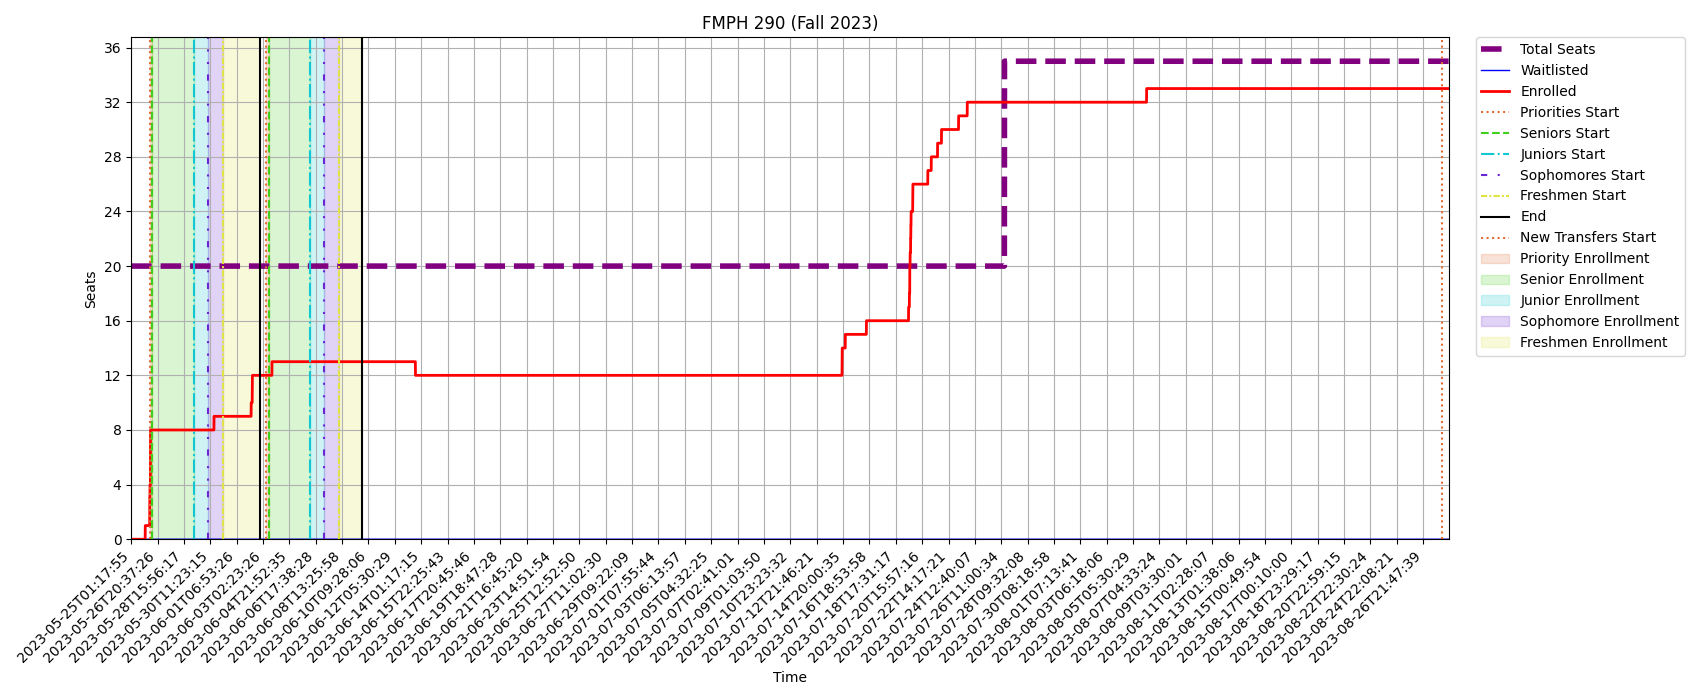 FMPH 290 (Fall 2023)
36
32
28
24
20
16
12
8
4
0
Seats
2023-05-25T01:17:55
2023-05-26T20:37:26
2023-05-28T15:56:17
2023-05-30T11:23:15
2023-06-01T06:53:26
2023-06-03T02:23:26
2023-06-04T21:52:35
2023-06-06T17:38:28
2023-06-08T13:25:58
2023-06-10T09:28:06
2023-06-12T05:30:29
2023-06-14T01:17:15
2023-06-15T22:25:43
2023-06-17T20:45:46
2023-06-19T18:47:28
2023-06-21T16:45:20
2023-06-23T14:51:54
2023-06-25T12:52:50
2023-06-27T11:02:30
2023-06-29T09:22:09
2023-07-01T07:55:44
2023-07-03T06:13:57
2023-07-05T04:32:25
2023-07-07T02:41:01
2023-07-09T01:03:50
2023-07-10T23:23:32
2023-07-12T21:46:21
2023-07-14T20:00:35
2023-07-16T18:53:58
2023-07-18T17:31:17
2023-07-20T15:57:16
2023-07-22T14:17:21
2023-07-24T12:40:07
2023-07-26T11:00:34
2023-07-28T09:32:08
2023-07-30T08:18:58
2023-08-01T07:13:41
2023-08-03T06:18:06
2023-08-05T05:30:29
2023-08-07T04:33:24
2023-08-09T03:30:01
2023-08-11T02:28:07
2023-08-13T01:38:06
2023-08-15T00:49:54
2023-08-17T00:10:00
2023-08-18T23:29:17
2023-08-20T22:59:15
2023-08-22T22:30:24
2023-08-24T22:08:21
2023-08-26T21:47:39
Time
Total Seats
Waitlisted
Enrolled
Priorities Start
Seniors Start
Juniors Start
Sophomores Start
Freshmen Start
End
New Transfers Start
Priority Enrollment
Senior Enrollment
Junior Enrollment
Sophomore Enrollment
Freshmen Enrollment